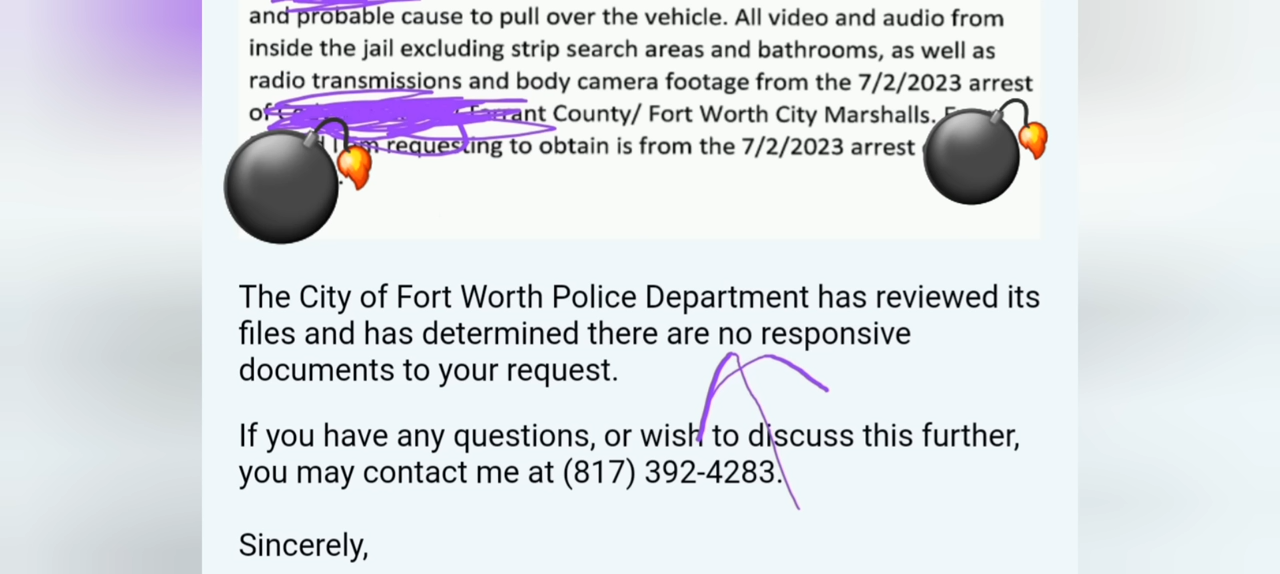 and probable cause to pull over the vehicle. All video and audio from
inside the jail excluding strip search areas and bathrooms, as well as
radio transmissions and body camera footage from the 7/2/2023 arrest
of County/ Fort Worth City Marshalls.
requesting to obtain is from the 7/2/2023 arrest
The City of Fort Worth Police Department has reviewed its
files and has determined there are no responsive
documents to your request.
If you have any questions, or wish to discuss this further,
you may contact me at (817) 392-4283.
Sincerely,